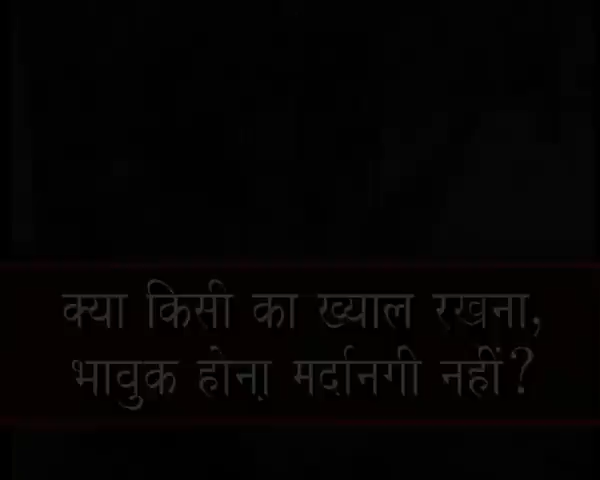 क्या किसी का ख्याल रखना,
भावुक होना मर्दानगी नहीं?